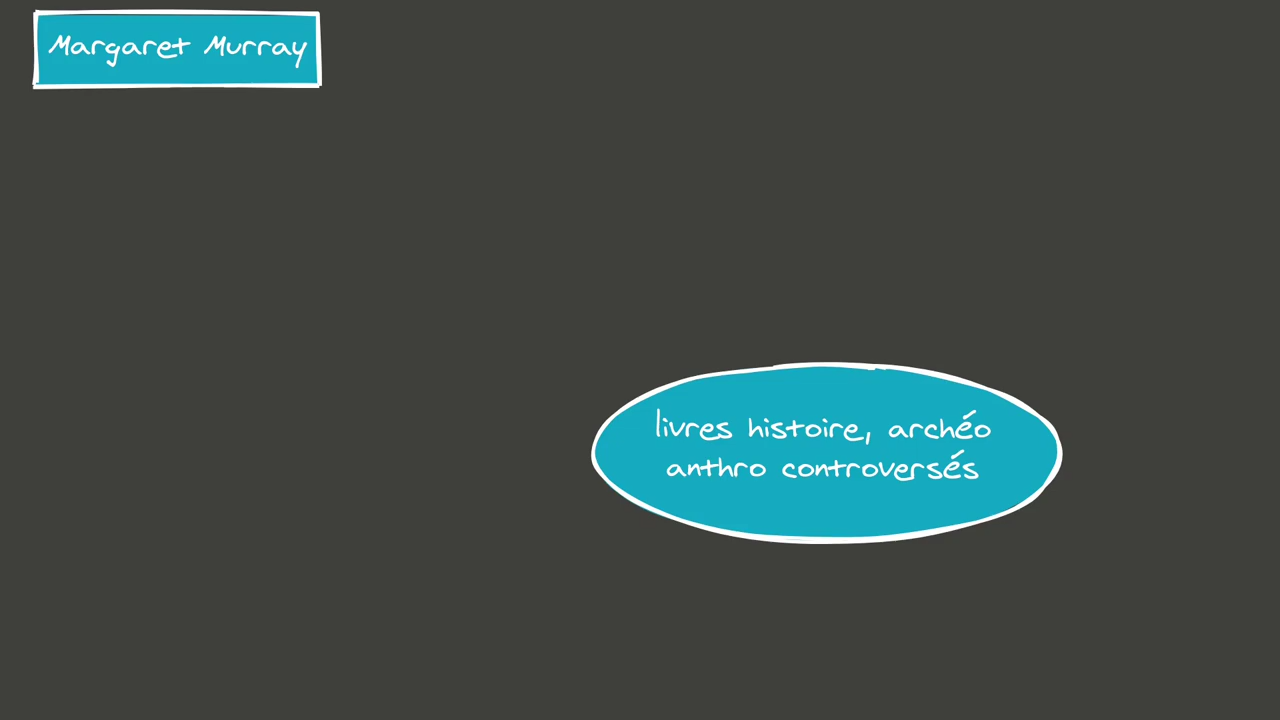 Margaret Murray
livres histoire, archéo
anthro controversés